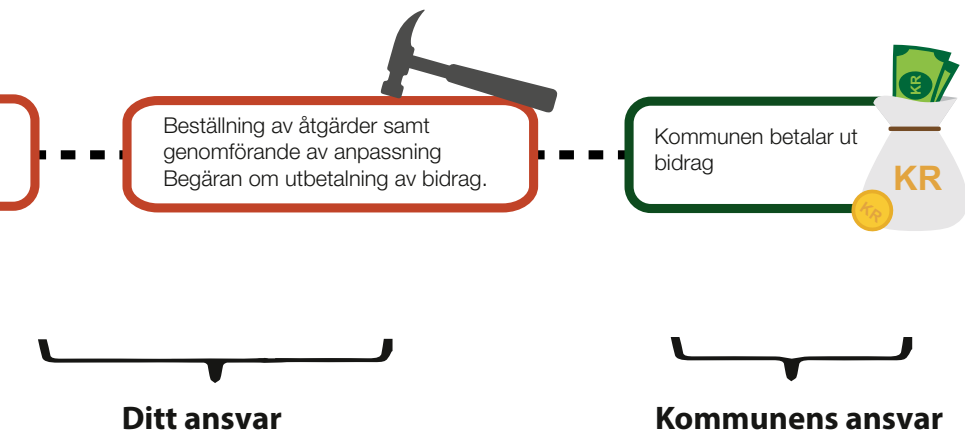 Beställning av åtgärder samt
genomförande av anpassning
Begäran om utbetalning av bidrag.
Kommunen betalar ut
bidrag
KR
KR
KR
Ditt ansvar
Kommunens ansvar